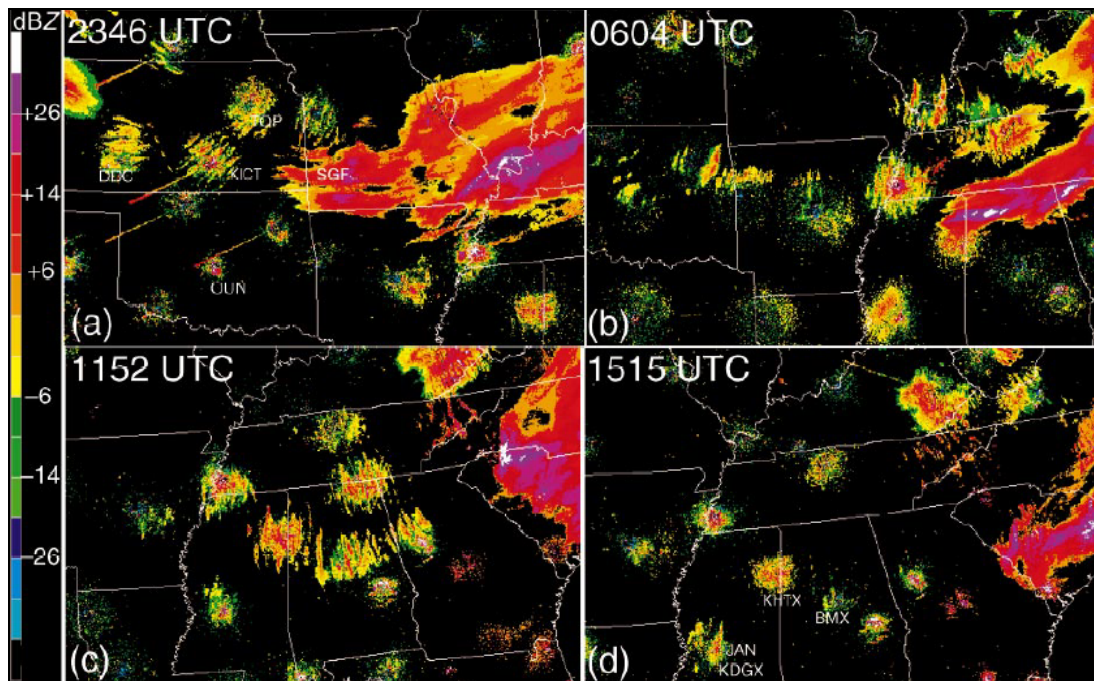 dBZ
+26
+14
+6
−6
−14
−26
2346 UTC
TOP
DDC
KICT
SGF
OUN
(a)
0604 UTC
(b)
1152 UTC
(c)
1515 UTC
KHTX
BMX
JAN
KDGX
(d)